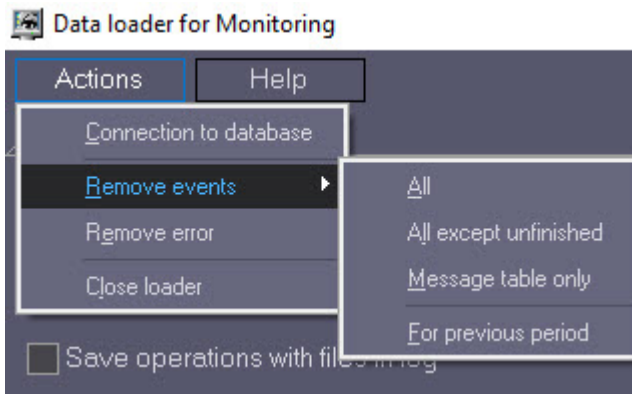 Data loader for Monitoring
Actions Help
Connection to database
Remove events
Remove error
Close loader
All
All except unfinished
Message table only
For previous period
Save operations with files in log